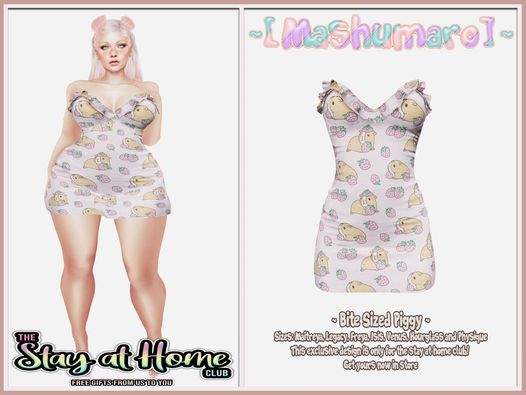 ~[Mashumaro]~
~ Bite Sized Piggy ~
Sizes: Maitreya, Legacy, Freya, Isis, Venus, Hourglass and Physique
This exclusive design is only for the stay at home club!
Get yours now in store
THE
Stay at Home
CLUB
FREE GIFTS FROM US TO YOU